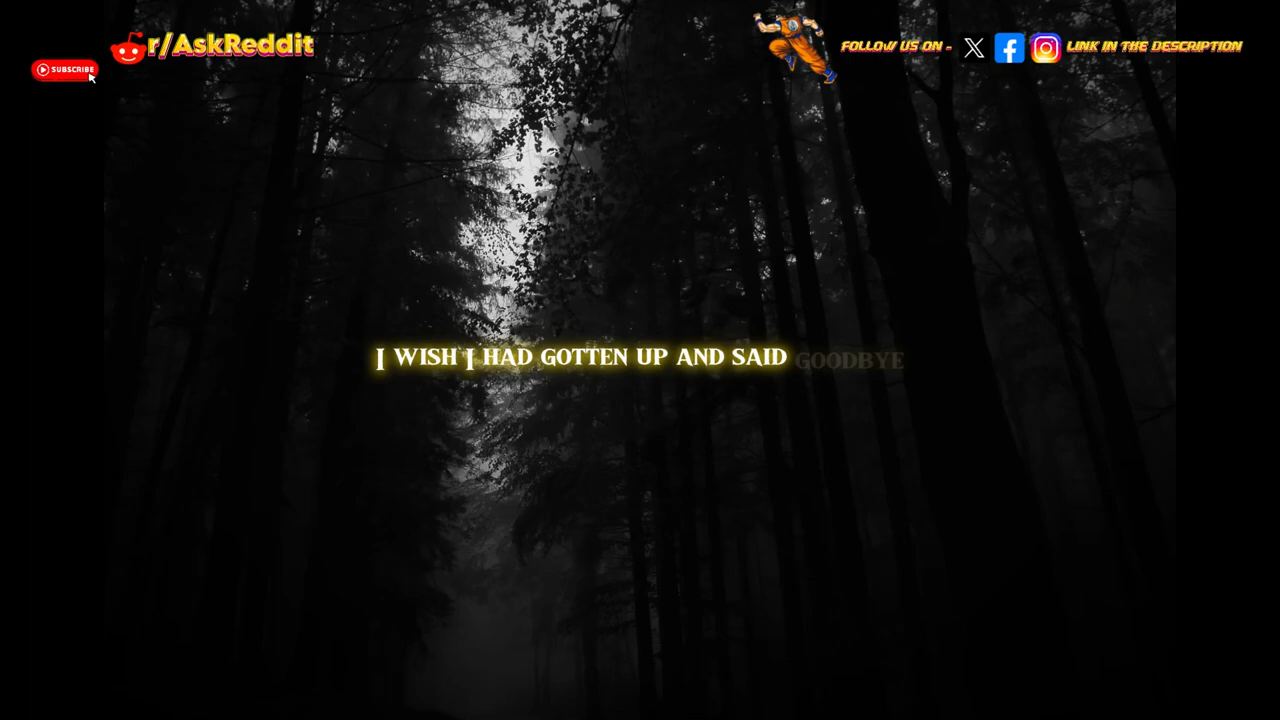 r/AskReddit
FOLLOW US ON - LINK IN THE DESCRIPTION
SUBSCRIBE
I WISH I HAD GOTTEN UP AND SAID GOODBYE